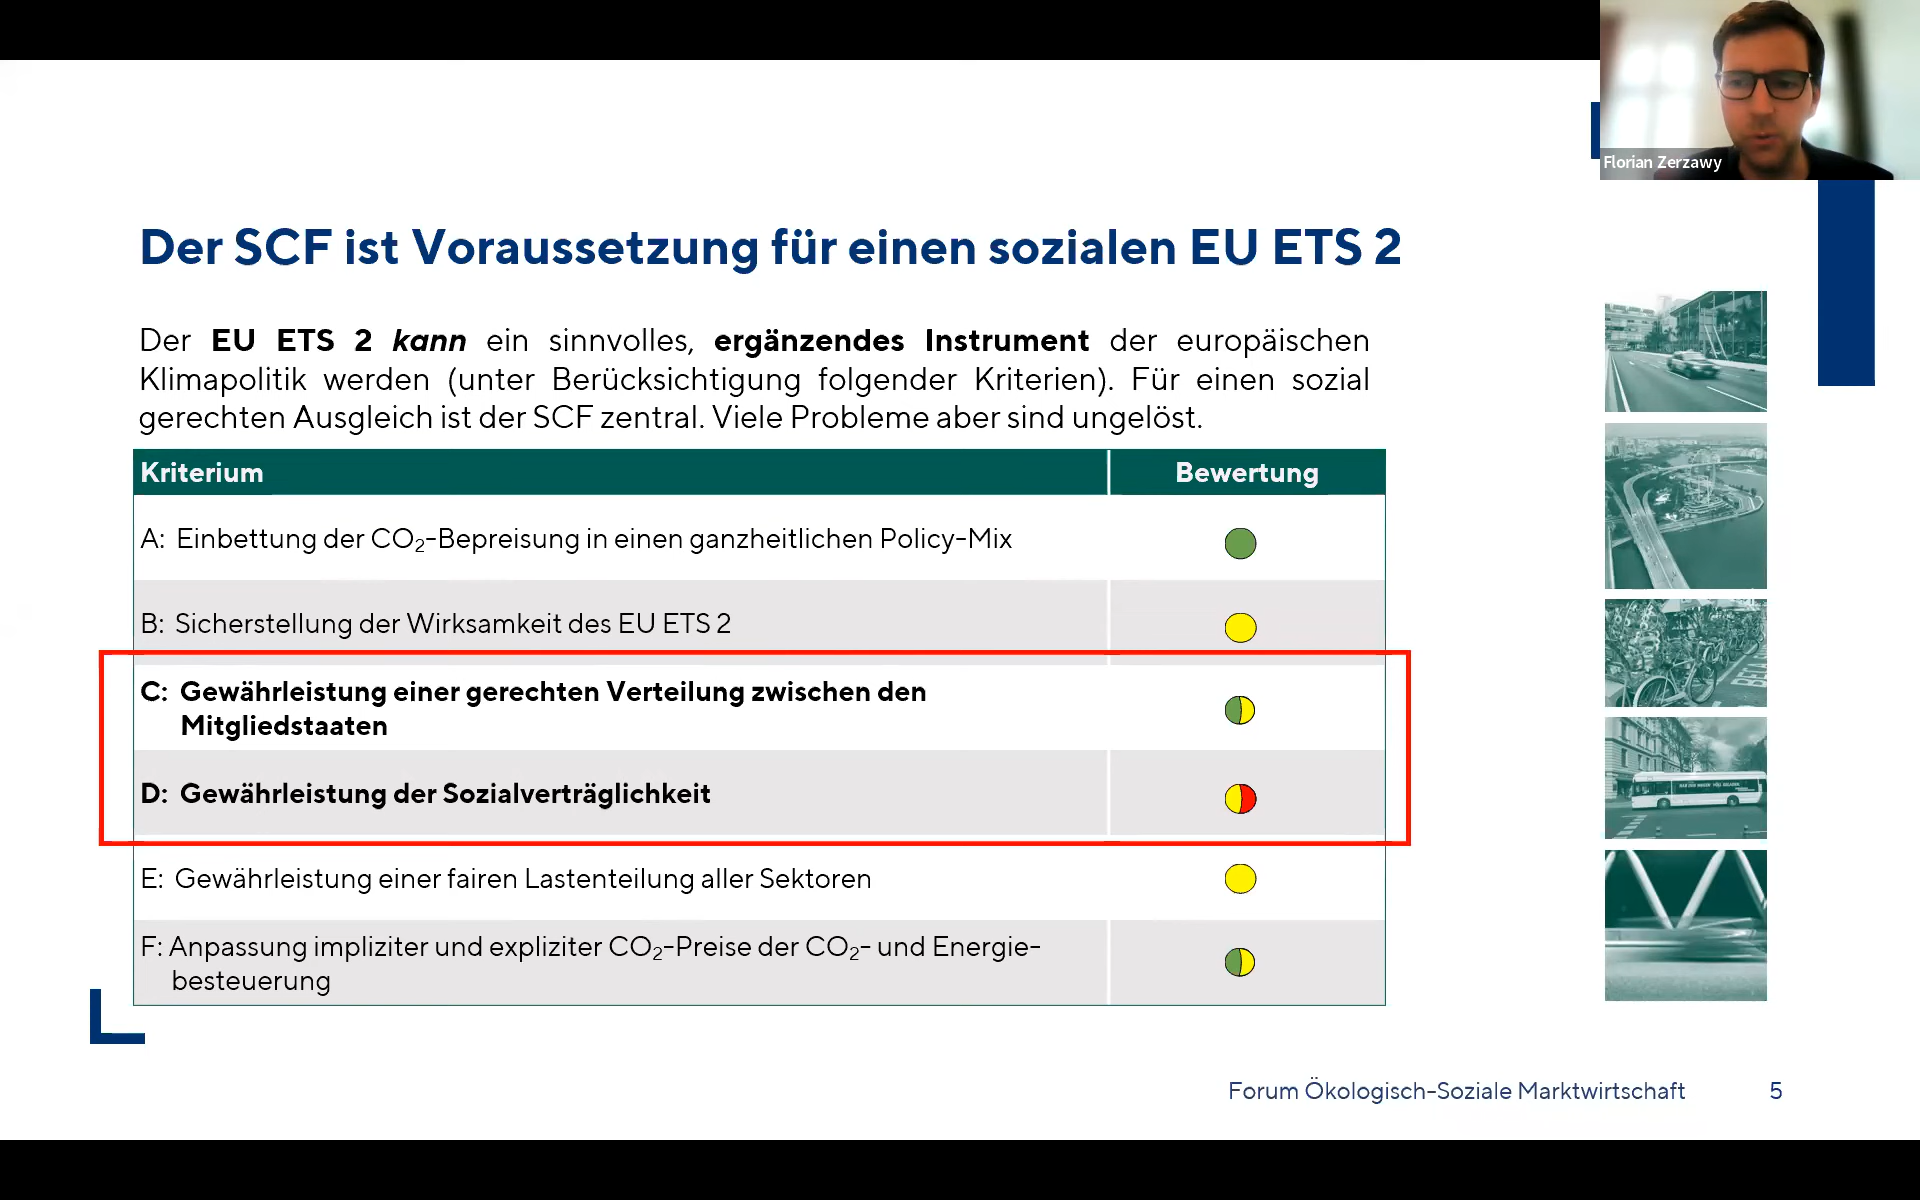 Florian Zerzawy
Der SCF ist Voraussetzung für einen sozialen EU ETS 2
Der EU ETS 2 kann ein sinnvolles, ergänzendes Instrument der europäischen
Klimapolitik werden (unter Berücksichtigung folgender Kriterien). Für einen sozial
gerechten Ausgleich ist der SCF zentral. Viele Probleme aber sind ungelöst.
Kriterium Bewertung
A: Einbettung der CO₂-Bepreisung in einen ganzheitlichen Policy-Mix
B: Sicherstellung der Wirksamkeit des EU ETS 2
C: Gewährleistung einer gerechten Verteilung zwischen den
Mitgliedstaaten
D: Gewährleistung der Sozialverträglichkeit
E: Gewährleistung einer fairen Lastenteilung aller Sektoren
F: Anpassung impliziter und expliziter CO₂-Preise der CO₂- und Energie-
besteuerung
Forum Ökologisch-Soziale Marktwirtschaft 5